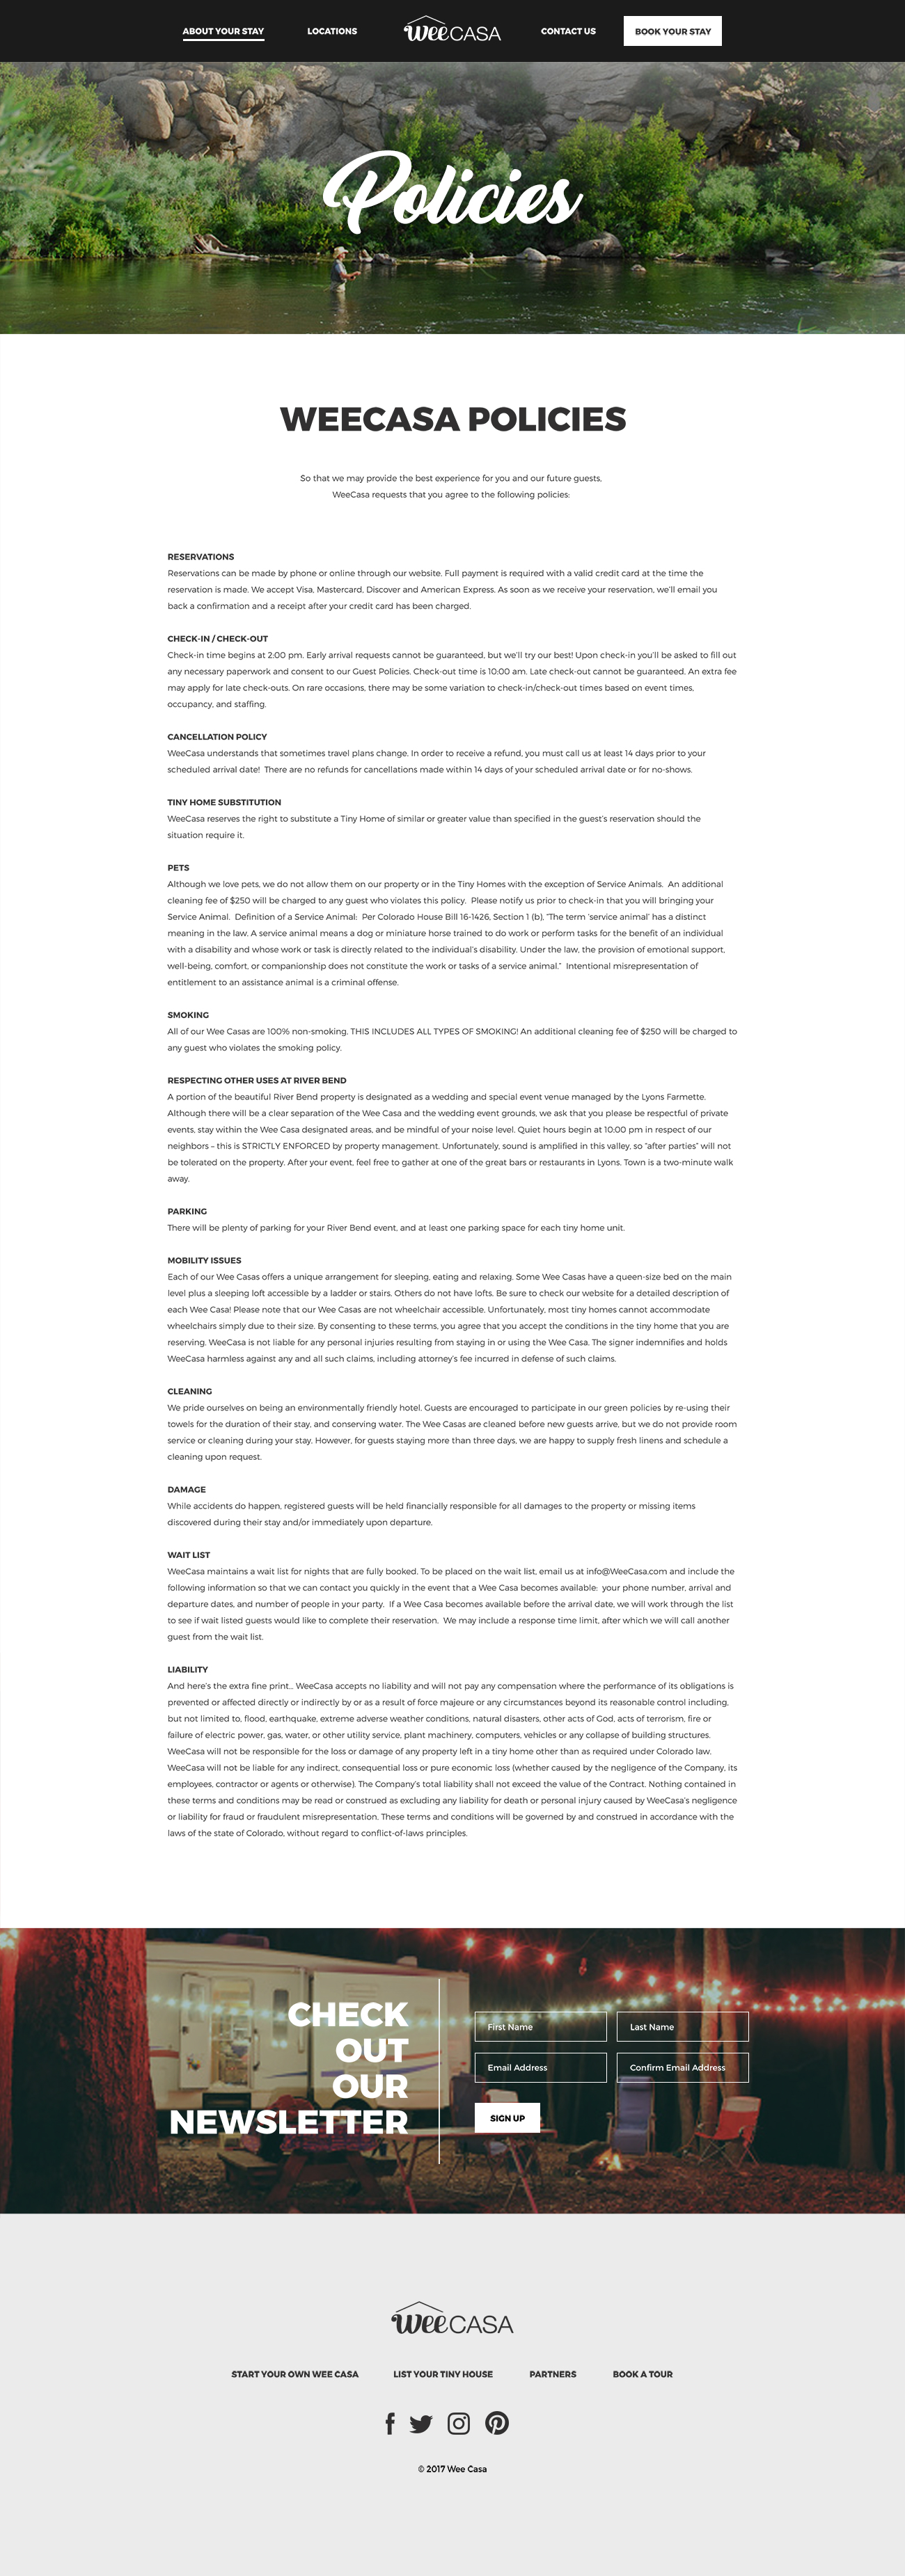 ABOUT YOUR STAY
LOCATIONS
WeeCASA
CONTACT US
BOOK YOUR STAY
Policies
WEECASA POLICIES
So that we may provide the best experience for you and our future guests,
WeeCasa requests that you agree to the following policies:
RESERVATIONS
Reservations can be made by phone or online through our website. Full payment is required with a valid credit card at the time the
reservation is made. We accept Visa, Mastercard, Discover and American Express. As soon as we receive your reservation, we'll email you
back a confirmation and a receipt after your credit card has been charged.
CHECK-IN / CHECK-OUT
Check-in time begins at 2:00 pm. Early arrival requests cannot be guaranteed, but we'll try our best! Upon check-in you'll be asked to fill out
any necessary paperwork and consent to our Guest Policies. Check-out time is 10:00 am. Late check-out cannot be guaranteed. An extra fee
may apply for late check-outs. On rare occasions, there may be some variation to check-in/check-out times based on event times,
occupancy, and staffing.
CANCELLATION POLICY
WeeCasa understands that sometimes travel plans change. In order to receive a refund, you must call us at least 14 days prior to your
scheduled arrival date!  There are no refunds for cancellations made within 14 days of your scheduled arrival date or for no-shows.
TINY HOME SUBSTITUTION
WeeCasa reserves the right to substitute a Tiny Home of similar or greater value than specified in the guest's reservation should the
situation require it.
PETS
Although we love pets, we do not allow them on our property or in the Tiny Homes with the exception of Service Animals.  An additional
cleaning fee of $250 will be charged to any guest who violates this policy.  Please notify us prior to check-in that you will bringing your
Service Animal.  Definition of a Service Animal:  Per Colorado House Bill 16-1426, Section 1 (b), "The term 'service animal' has a distinct
meaning in the law. A service animal means a dog or miniature horse trained to do work or perform tasks for the benefit of an individual
with a disability and whose work or task is directly related to the individual's disability. Under the law, the provision of emotional support,
well-being, comfort, or companionship does not constitute the work or tasks of a service animal."  Intentional misrepresentation of
entitlement to an assistance animal is a criminal offense.
SMOKING
All of our Wee Casas are 100% non-smoking. THIS INCLUDES ALL TYPES OF SMOKING! An additional cleaning fee of $250 will be charged to
any guest who violates the smoking policy.
RESPECTING OTHER USES AT RIVER BEND
A portion of the beautiful River Bend property is designated as a wedding and special event venue managed by the Lyons Farmette.
Although there will be a clear separation of the Wee Casa and the wedding event grounds, we ask that you please be respectful of private
events, stay within the Wee Casa designated areas, and be mindful of your noise level. Quiet hours begin at 10:00 pm in respect of our
neighbors – this is STRICTLY ENFORCED by property management. Unfortunately, sound is amplified in this valley, so "after parties" will not
be tolerated on the property. After your event, feel free to gather at one of the great bars or restaurants in Lyons. Town is a two-minute walk
away.
PARKING
There will be plenty of parking for your River Bend event, and at least one parking space for each tiny home unit.
MOBILITY ISSUES
Each of our Wee Casas offers a unique arrangement for sleeping, eating and relaxing. Some Wee Casas have a queen-size bed on the main
level plus a sleeping loft accessible by a ladder or stairs. Others do not have lofts. Be sure to check our website for a detailed description of
each Wee Casa! Please note that our Wee Casas are not wheelchair accessible. Unfortunately, most tiny homes cannot accommodate
wheelchairs simply due to their size. By consenting to these terms, you agree that you accept the conditions in the tiny home that you are
reserving. WeeCasa is not liable for any personal injuries resulting from staying in or using the Wee Casa. The signer indemnifies and holds
WeeCasa harmless against any and all such claims, including attorney's fee incurred in defense of such claims.
CLEANING
We pride ourselves on being an environmentally friendly hotel. Guests are encouraged to participate in our green policies by re-using their
towels for the duration of their stay, and conserving water. The Wee Casas are cleaned before new guests arrive, but we do not provide room
service or cleaning during your stay. However, for guests staying more than three days, we are happy to supply fresh linens and schedule a
cleaning upon request.
DAMAGE
While accidents do happen, registered guests will be held financially responsible for all damages to the property or missing items
discovered during their stay and/or immediately upon departure.
WAIT LIST
WeeCasa maintains a wait list for nights that are fully booked. To be placed on the wait list, email us at info@WeeCasa.com and include the
following information so that we can contact you quickly in the event that a Wee Casa becomes available:  your phone number, arrival and
departure dates, and number of people in your party.  If a Wee Casa becomes available before the arrival date, we will work through the list
to see if wait listed guests would like to complete their reservation.  We may include a response time limit, after which we will call another
guest from the wait list.
LIABILITY
And here's the extra fine print… WeeCasa accepts no liability and will not pay any compensation where the performance of its obligations is
prevented or affected directly or indirectly by or as a result of force majeure or any circumstances beyond its reasonable control including,
but not limited to, flood, earthquake, extreme adverse weather conditions, natural disasters, other acts of God, acts of terrorism, fire or
failure of electric power, gas, water, or other utility service, plant machinery, computers, vehicles or any collapse of building structures.
WeeCasa will not be responsible for the loss or damage of any property left in a tiny home other than as required under Colorado law.
WeeCasa will not be liable for any indirect, consequential loss or pure economic loss (whether caused by the negligence of the Company, its
employees, contractor or agents or otherwise). The Company's total liability shall not exceed the value of the Contract. Nothing contained in
these terms and conditions may be read or construed as excluding any liability for death or personal injury caused by WeeCasa's negligence
or liability for fraud or fraudulent misrepresentation. These terms and conditions will be governed by and construed in accordance with the
laws of the state of Colorado, without regard to conflict-of-laws principles.
CHECK
OUT
OUR
NEWSLETTER
First Name
Last Name
Email Address
Confirm Email Address
SIGN UP
WeeCASA
START YOUR OWN WEE CASA
LIST YOUR TINY HOUSE
PARTNERS
BOOK A TOUR
© 2017 Wee Casa